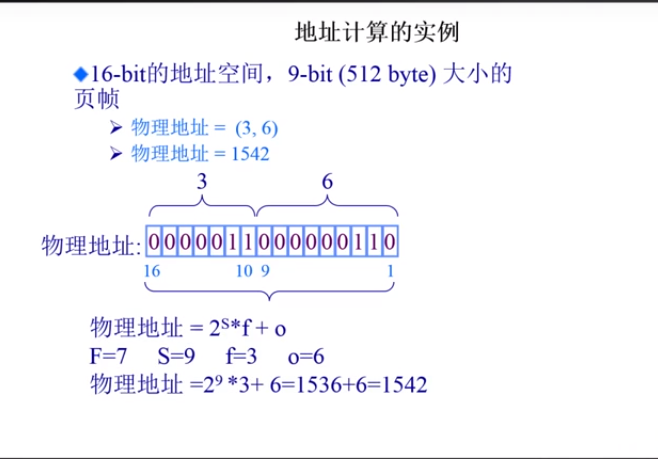 地址计算的实例
◆16-bit的地址空间，9-bit (512 byte) 大小的
页帧
➢ 物理地址 = (3, 6)
➢ 物理地址 = 1542
3 6
物理地址: 0000011000000110
16 10 9 1
物理地址 = 2ˢ*f + o
F=7 S=9 f=3 o=6
物理地址 =2⁹ *3+ 6=1536+6=1542